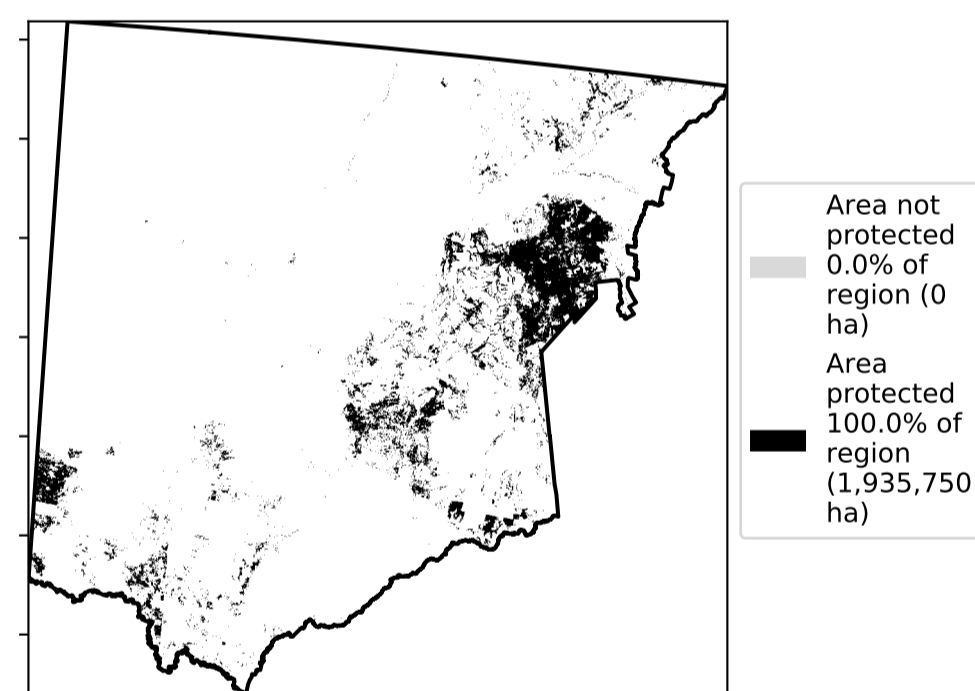 Area not
protected
0.0% of
region (0
ha)
Area
protected
100.0% of
region
(1,935,750
ha)